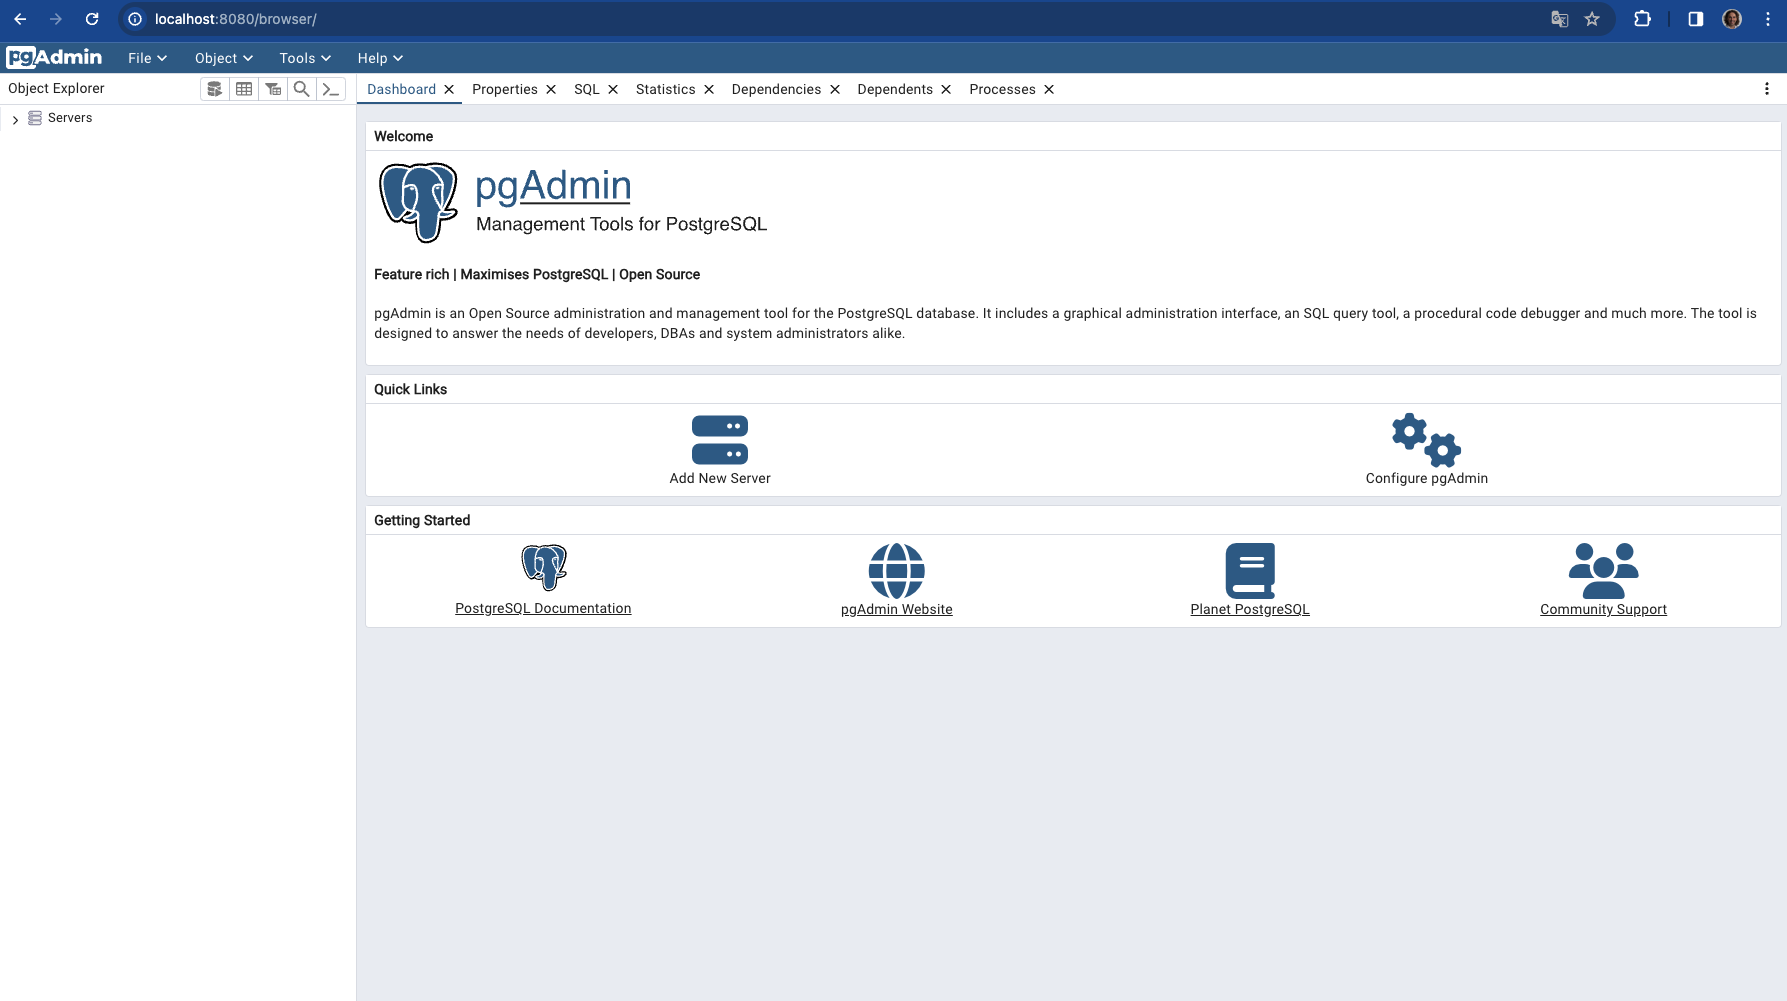 localhost:8080/browser/
pgAdmin File Object Tools Help
Object Explorer
Servers
Dashboard Properties SQL Statistics Dependencies Dependents Processes
Welcome
pgAdmin
Management Tools for PostgreSQL
Feature rich | Maximises PostgreSQL | Open Source
pgAdmin is an Open Source administration and management tool for the PostgreSQL database. It includes a graphical administration interface, an SQL query tool, a procedural code debugger and much more. The tool is
designed to answer the needs of developers, DBAs and system administrators alike.
Quick Links
Add New Server Configure pgAdmin
Getting Started
PostgreSQL Documentation pgAdmin Website Planet PostgreSQL Community Support